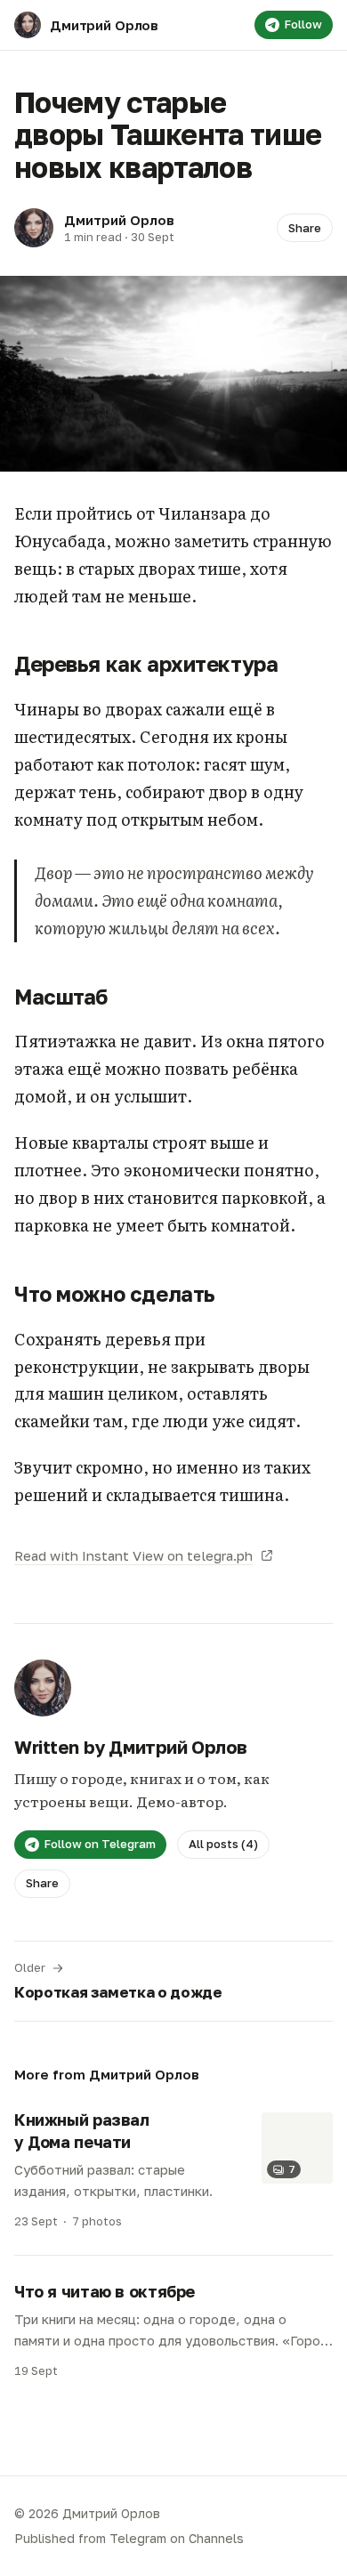 Дмитрий Орлов
Follow
Почему старые
дворы Ташкента тише
новых кварталов
Дмитрий Орлов
1 min read · 30 Sept
Share
Если пройтись от Чиланзара до
Юнусабада, можно заметить странную
вещь: в старых дворах тише, хотя
людей там не меньше.
Деревья как архитектура
Чинары во дворах сажали ещё в
шестидесятых. Сегодня их кроны
работают как потолок: гасят шум,
держат тень, собирают двор в одну
комнату под открытым небом.
Двор — это не пространство между
домами. Это ещё одна комната,
которую жильцы делят на всех.
Масштаб
Пятиэтажка не давит. Из окна пятого
этажа ещё можно позвать ребёнка
домой, и он услышит.
Новые кварталы строят выше и
плотнее. Это экономически понятно,
но двор в них становится парковкой, а
парковка не умеет быть комнатой.
Что можно сделать
Сохранять деревья при
реконструкции, не закрывать дворы
для машин целиком, оставлять
скамейки там, где люди уже сидят.
Звучит скромно, но именно из таких
решений и складывается тишина.
Read with Instant View on telegra.ph
Written by Дмитрий Орлов
Пишу о городе, книгах и о том, как
устроены вещи. Демо-автор.
Follow on Telegram
All posts (4)
Share
Older →
Короткая заметка о дожде
More from Дмитрий Орлов
Книжный развал
у Дома печати
Субботний развал: старые
издания, открытки, пластинки.
7
23 Sept · 7 photos
Что я читаю в октябре
Три книги на месяц: одна о городе, одна о
памяти и одна просто для удовольствия. «Горо…
19 Sept
© 2026 Дмитрий Орлов
Published from Telegram on Channels